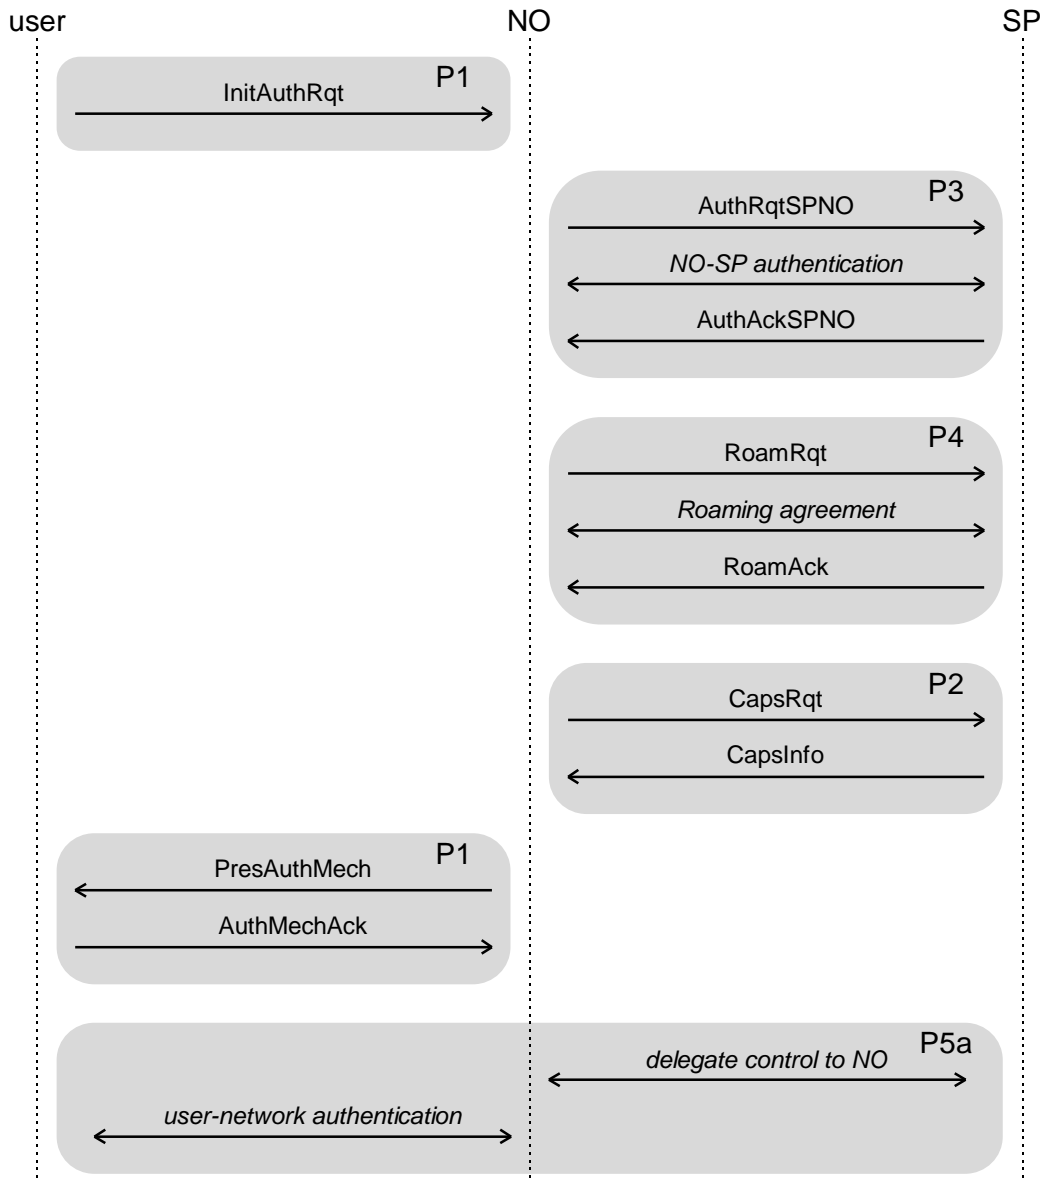 user NO SP
P1
InitAuthRqt
P3
AuthRqtSPNO
NO-SP authentication
AuthAckSPNO
P4
RoamRqt
Roaming agreement
RoamAck
P2
CapsRqt
CapsInfo
P1
PresAuthMech
AuthMechAck
P5a
delegate control to NO
user-network authentication